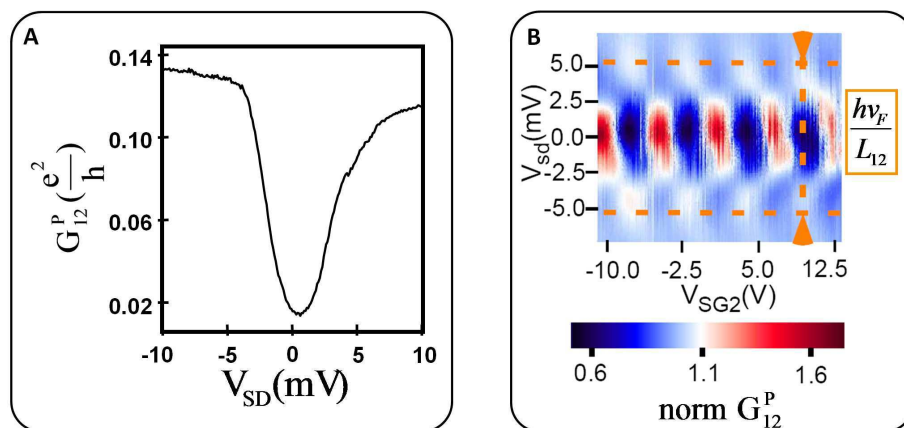 A
0.14
0.10
0.06
0.02
G^P_12 (e^2/h)
-10 -5 0 5 10
V_SD(mV)
B
5.0
2.5
0.0
-2.5
-5.0
V_sd(mV)
-10.0 -2.5 5.0 12.5
V_SG2(V)
hν_F/L_12
0.6 1.1 1.6
norm G^P_12